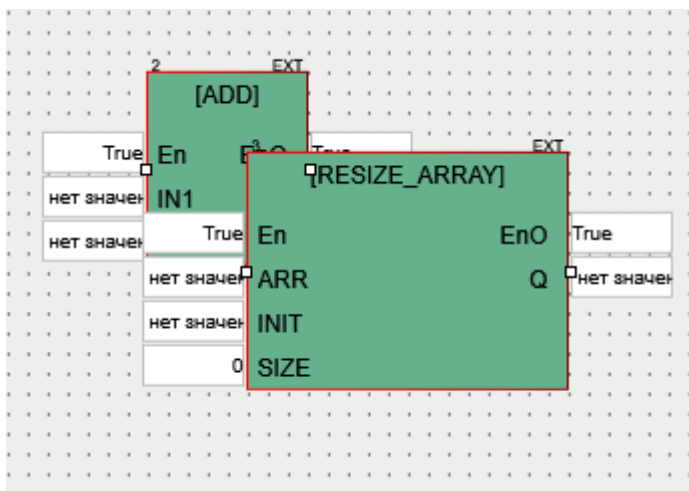 2 EXT
[ADD]
True En
3 EXT
[RESIZE_ARRAY]
нет значен IN1
True En EnO True
нет значен
нет значен ARR Q нет значен
нет значен INIT
0 SIZE